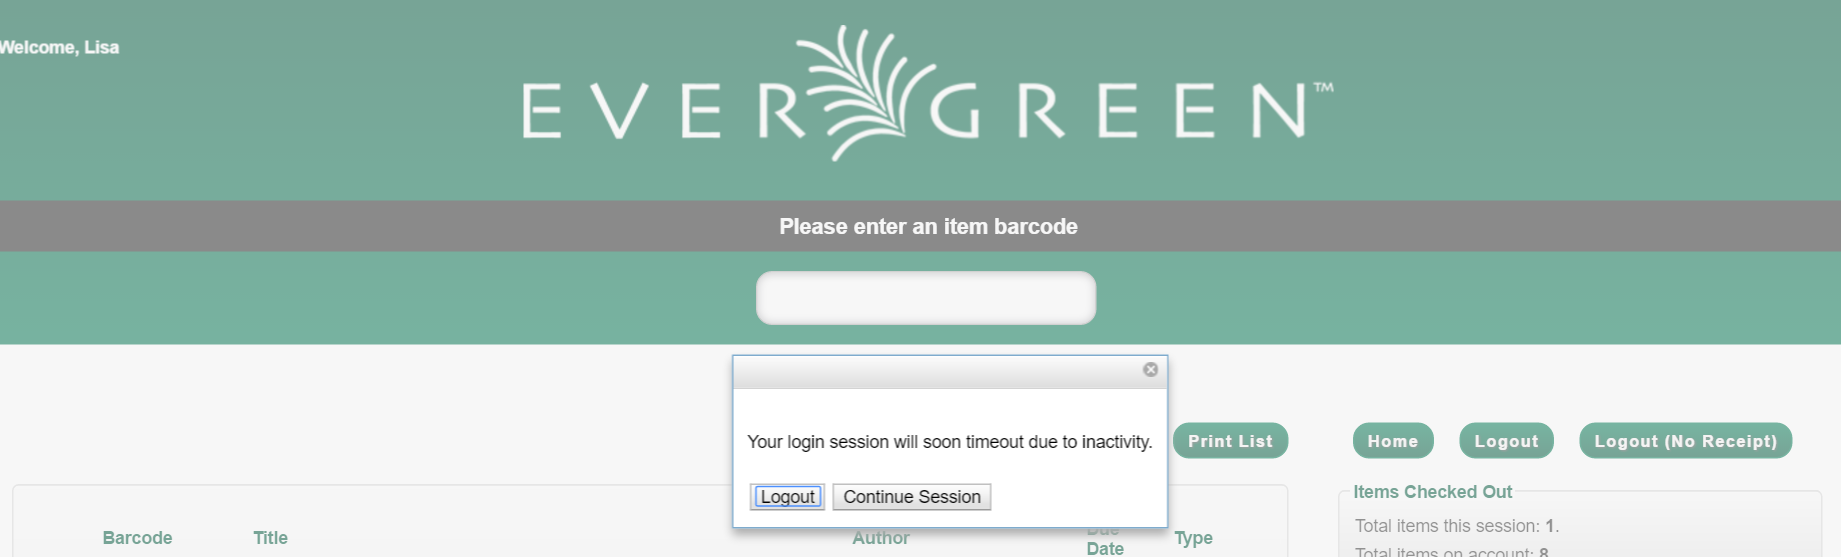 Welcome, Lisa
EVERGREEN™
Please enter an item barcode
Your login session will soon timeout due to inactivity.
Logout Continue Session
Print List Home Logout Logout (No Receipt)
Barcode Title Author Due Date Type
Items Checked Out
Total items this session: 1.
Total items on account: 8